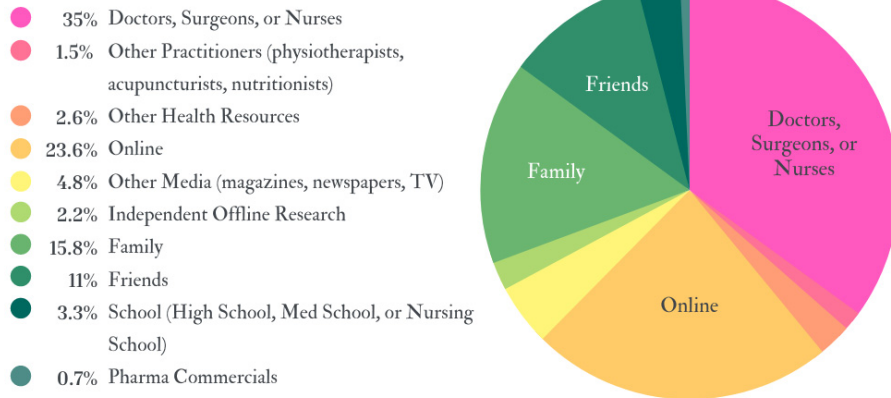 35% Doctors, Surgeons, or Nurses
1.5% Other Practitioners (physiotherapists,
acupuncturists, nutritionists)
2.6% Other Health Resources
23.6% Online
4.8% Other Media (magazines, newspapers, TV)
2.2% Independent Offline Research
15.8% Family
11% Friends
3.3% School (High School, Med School, or Nursing
School)
0.7% Pharma Commercials
Friends
Doctors,
Surgeons, or
Nurses
Family
Online